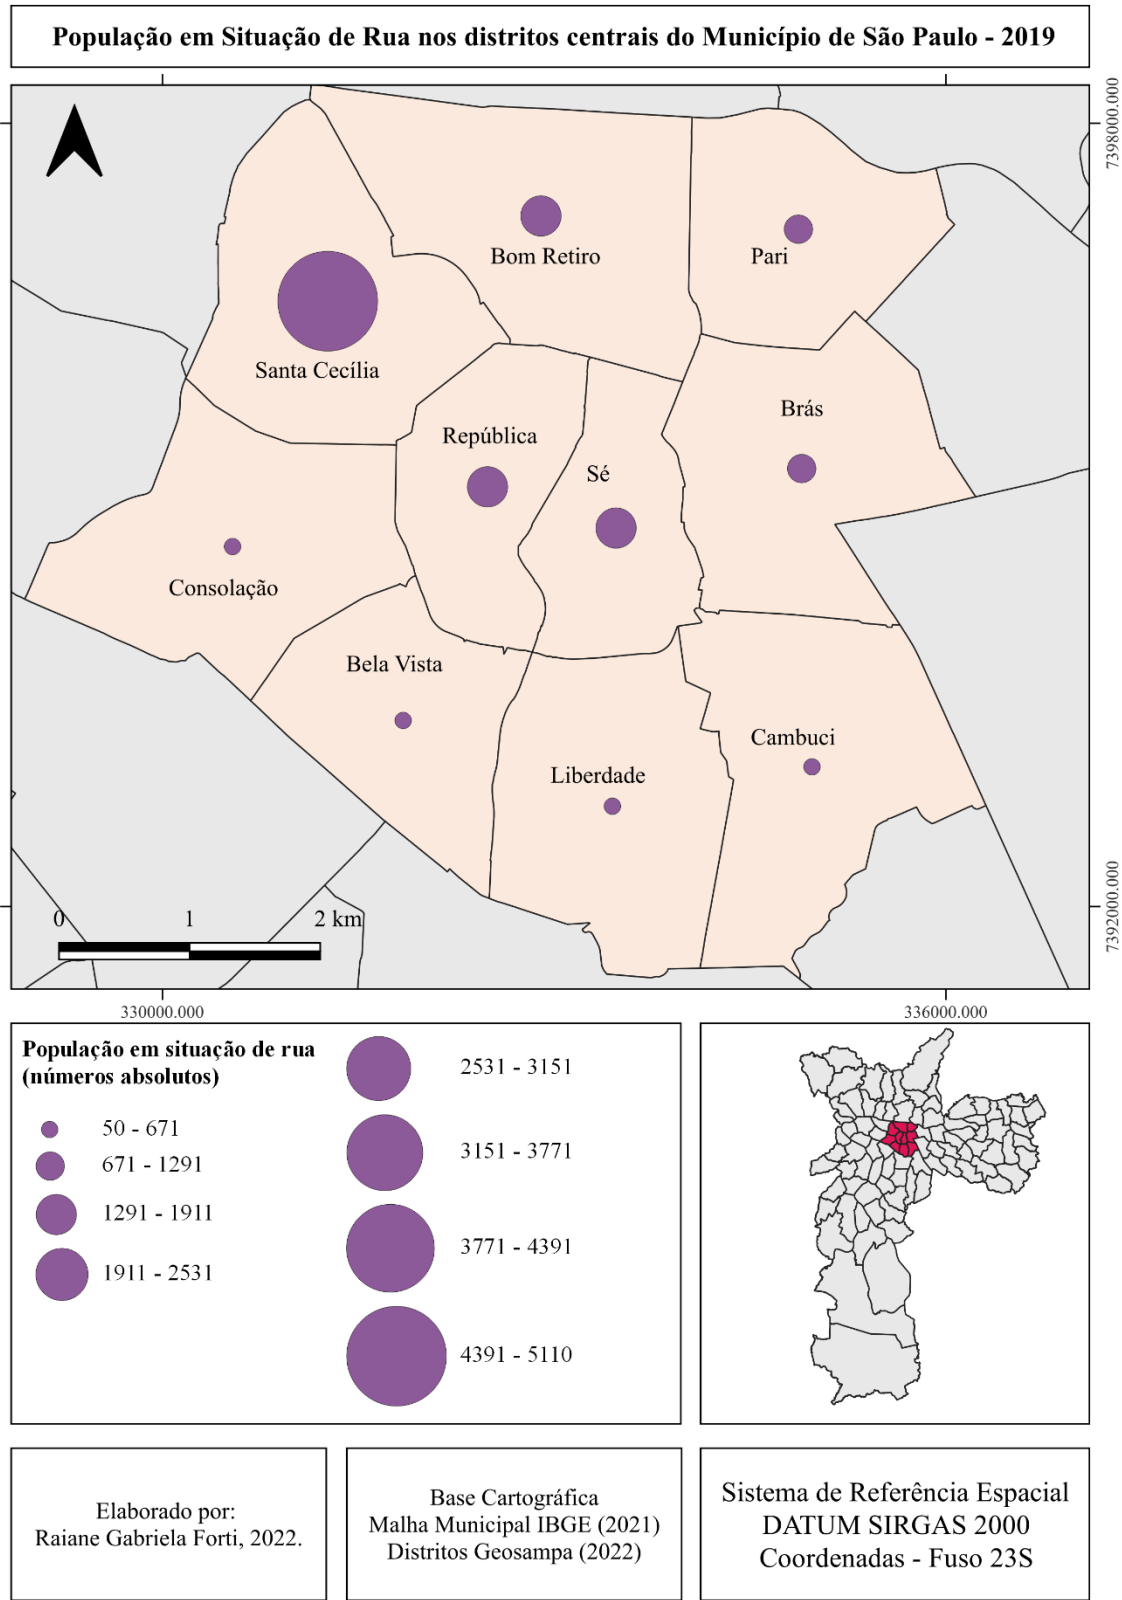 População em Situação de Rua nos distritos centrais do Município de São Paulo - 2019
7398000.000
Bom Retiro
Pari
Santa Cecília
Brás
República
Sé
Consolação
Bela Vista
Cambuci
Liberdade
0 1 2 km
7392000.000
330000.000
336000.000
População em situação de rua
(números absolutos)
50 - 671
671 - 1291
1291 - 1911
1911 - 2531
2531 - 3151
3151 - 3771
3771 - 4391
4391 - 5110
Elaborado por:
Raiane Gabriela Forti, 2022.
Base Cartográfica
Malha Municipal IBGE (2021)
Distritos Geosampa (2022)
Sistema de Referência Espacial
DATUM SIRGAS 2000
Coordenadas - Fuso 23S